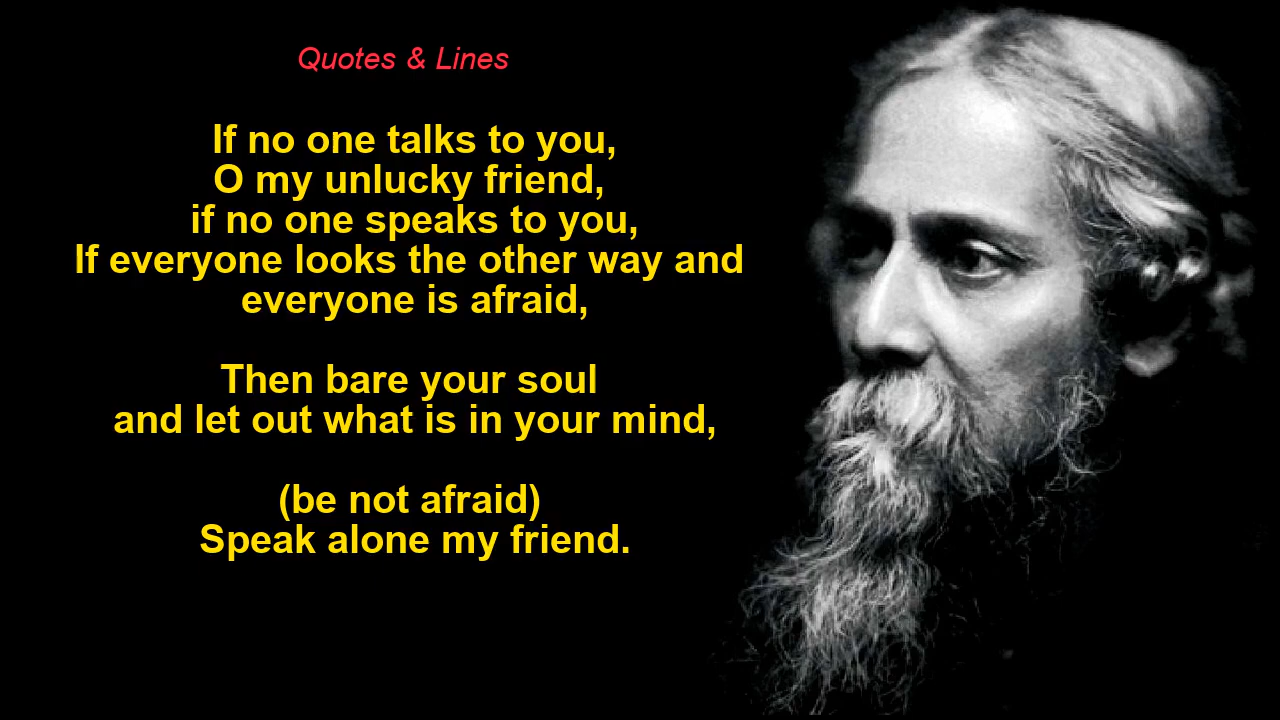 Quotes & Lines
If no one talks to you,
O my unlucky friend,
if no one speaks to you,
If everyone looks the other way and
everyone is afraid,
Then bare your soul
and let out what is in your mind,
(be not afraid)
Speak alone my friend.